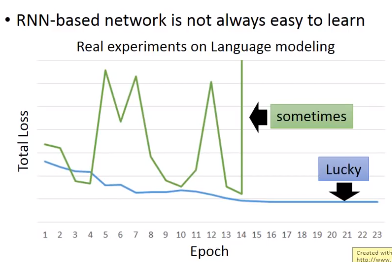 • RNN-based network is not always easy to learn
Real experiments on Language modeling
Total Loss
sometimes
Lucky
1 2 3 4 5 6 7 8 9 10 11 12 13 14 15 16 17 18 19 20 21 22 23
Epoch
Created with
http://www.